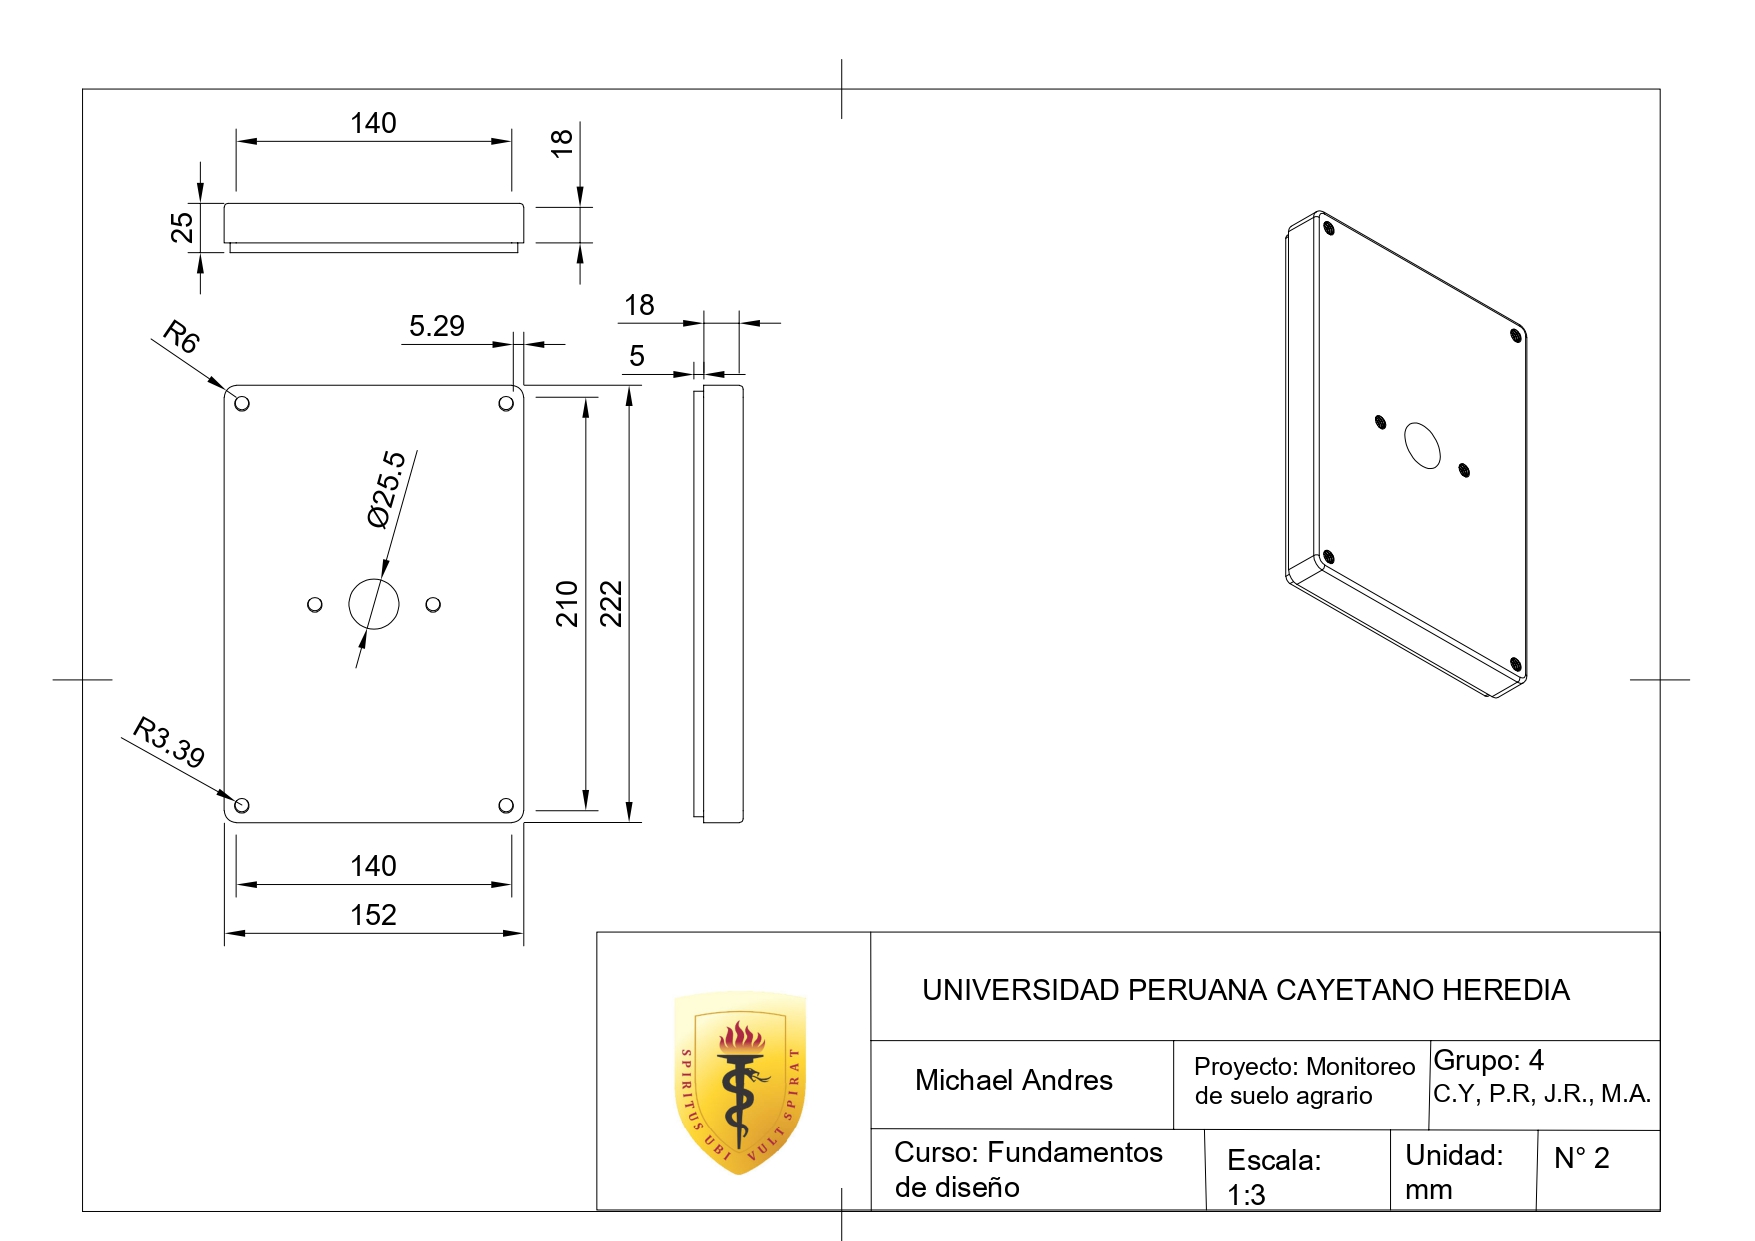 140
18
25
18
5.29
R6
5
Ø25.5
210
222
R3.39
140
152
UNIVERSIDAD PERUANA CAYETANO HEREDIA
SPIRITUS UBI VULT SPIRAT
Michael Andres
Proyecto: Monitoreo
de suelo agrario
Grupo: 4
C.Y, P.R, J.R., M.A.
Curso: Fundamentos
de diseño
Escala:
1:3
Unidad:
mm
N° 2